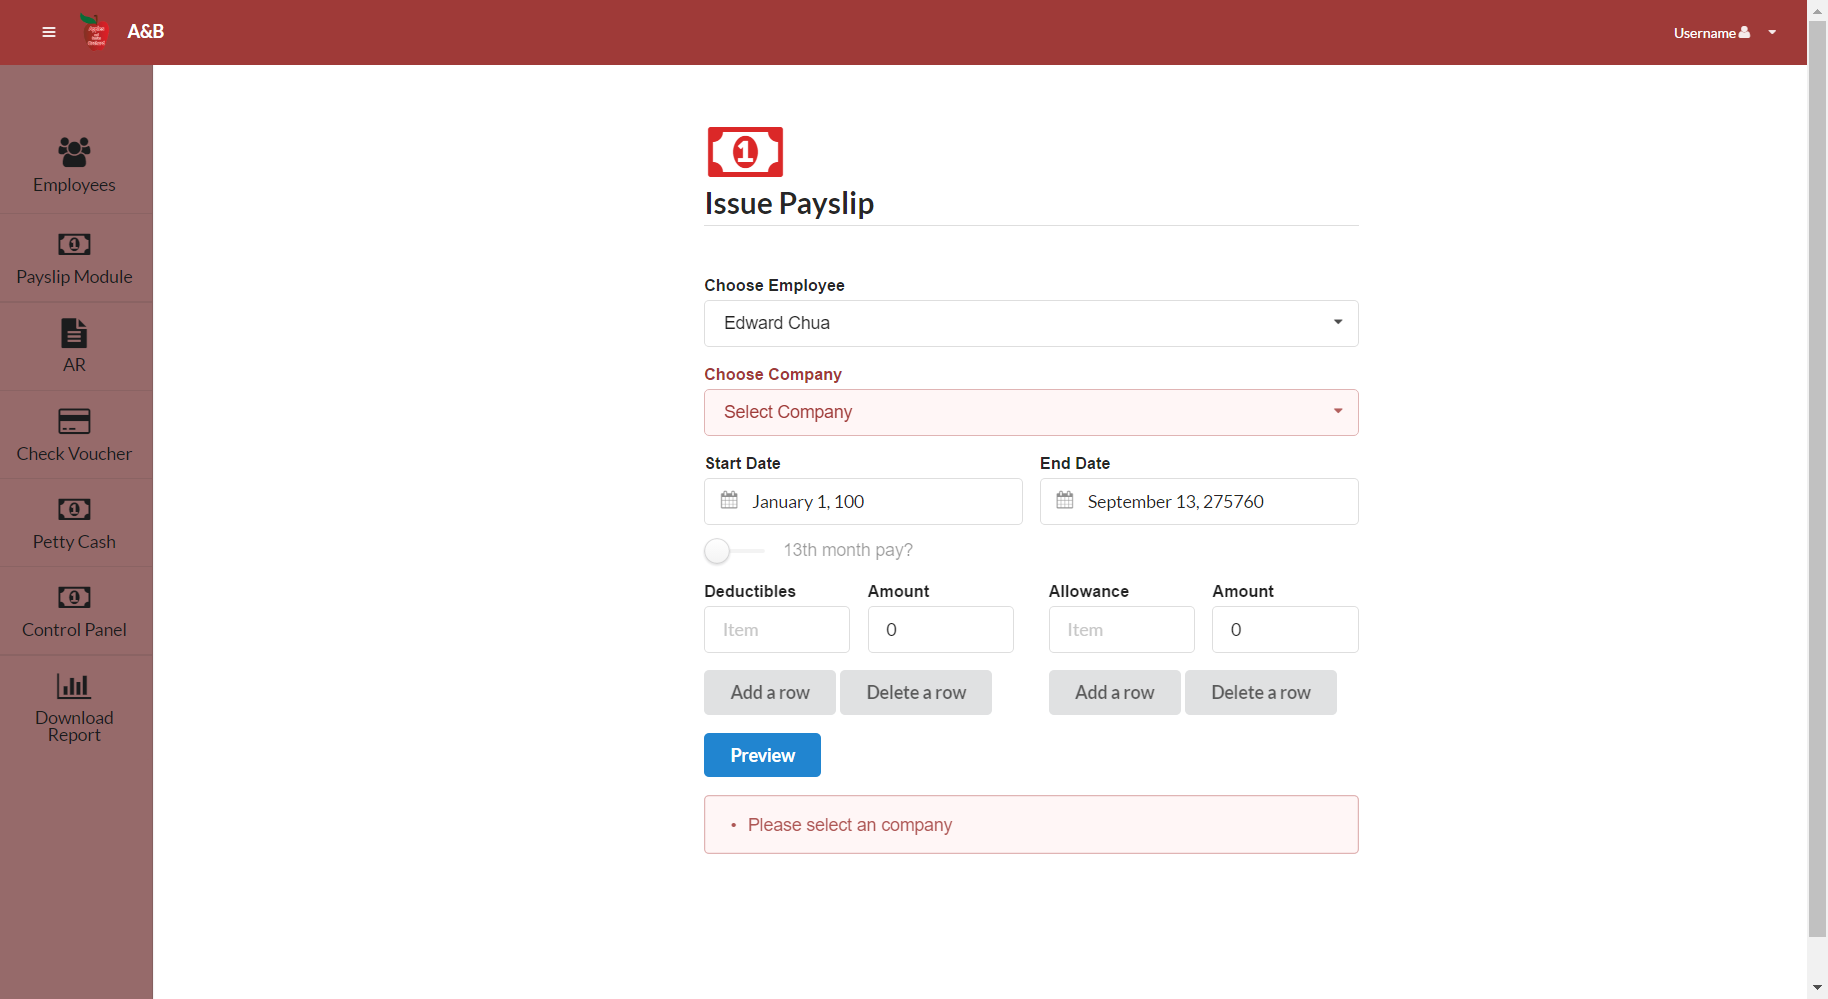 A&B
Username
Employees
Payslip Module
AR
Check Voucher
Petty Cash
Control Panel
Download
Report
1
Issue Payslip
Choose Employee
Edward Chua
Choose Company
Select Company
Start Date End Date
January 1, 100 September 13, 275760
13th month pay?
Deductibles Amount Allowance Amount
Item 0 Item 0
Add a row Delete a row Add a row Delete a row
Preview
• Please select an company